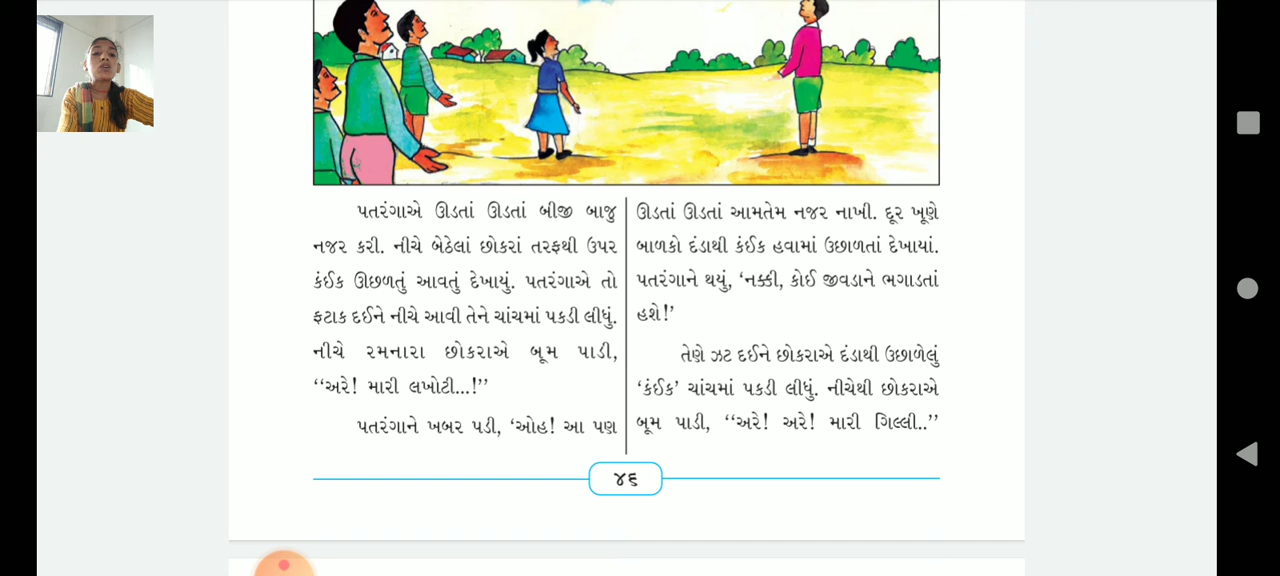 પતરંગાએ ઊડતાં ઊડતાં બીજી બાજુ
નજર કરી. નીચે બેઠેલાં છોકરાં તરફથી ઉપર
કંઈક ઊછળતું આવતું દેખાયું. પતરંગાએ તો
ફટાક દઈને નીચે આવી તેને ચાંચમાં પકડી લીધું.
નીચે રમનારા છોકરાએ બૂમ પાડી,
‘‘અરે! મારી લખોટી...!’’
પતરંગાને ખબર પડી, ‘ઓહ! આ પણ
ઊડતાં ઊડતાં આમતેમ નજર નાખી. દૂર ખૂણે
બાળકો દંડાથી કંઈક હવામાં ઉછાળતાં દેખાયાં.
પતરંગાને થયું, ‘નક્કી, કોઈ જીવડાને ભગાડતાં
હશે!’
તેણે ઝટ દઈને છોકરાએ દંડાથી ઉછાળેલું
‘કંઈક’ ચાંચમાં પકડી લીધું. નીચેથી છોકરાએ
બૂમ પાડી, ‘‘અરે! અરે! મારી ગિલ્લી..’’
૪૬